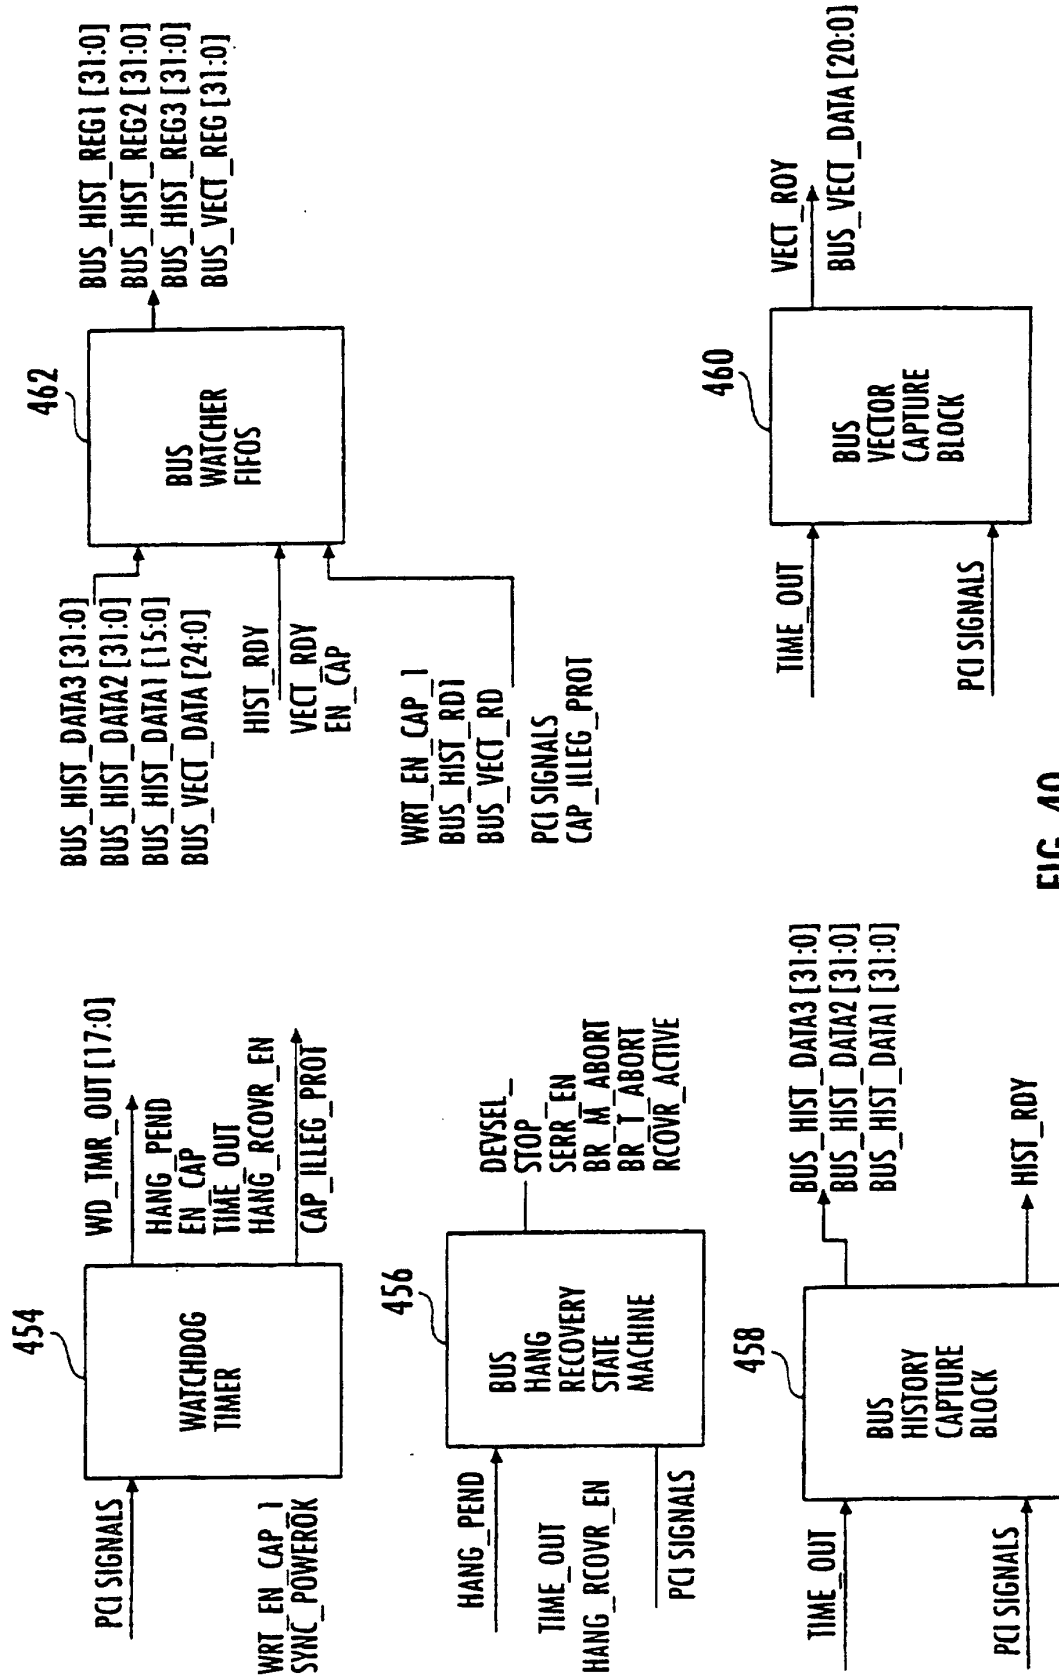 454
WATCHDOG
TIMER
PCI SIGNALS
WRT_EN_CAP_1
SYNC_POWEROK
WD_TMR_OUT [17:0]
HANG_PEND
EN_CAP
TIME_OUT
HANG_RCOVR_EN
CAP_ILLEG_PROT
456
BUS
HANG
RECOVERY
STATE
MACHINE
HANG_PEND
TIME_OUT
HANG_RCOVR_EN
PCI SIGNALS
DEVSEL_
STOP_
SERR_EN
BR_M_ABORT
BR_T_ABORT
RCOVR_ACTIVE
458
BUS
HISTORY
CAPTURE
BLOCK
TIME_OUT
PCI SIGNALS
BUS_HIST_DATA3 [31:0]
BUS_HIST_DATA2 [31:0]
BUS_HIST_DATA1 [31:0]
HIST_RDY
462
BUS
WATCHER
FIFOS
BUS_HIST_DATA3 [31:0]
BUS_HIST_DATA2 [31:0]
BUS_HIST_DATA1 [15:0]
BUS_VECT_DATA [24:0]
HIST_RDY
VECT_RDY
EN_CAP
WRT_EN_CAP_1
BUS_HIST_RD1
BUS_VECT_RD
PCI SIGNALS
CAP_ILLEG_PROT
BUS_HIST_REG1 [31:0]
BUS_HIST_REG2 [31:0]
BUS_HIST_REG3 [31:0]
BUS_VECT_REG [31:0]
460
BUS
VECTOR
CAPTURE
BLOCK
TIME_OUT
PCI SIGNALS
VECT_ROY
BUS_VECT_DATA [20:0]
FIG. 40